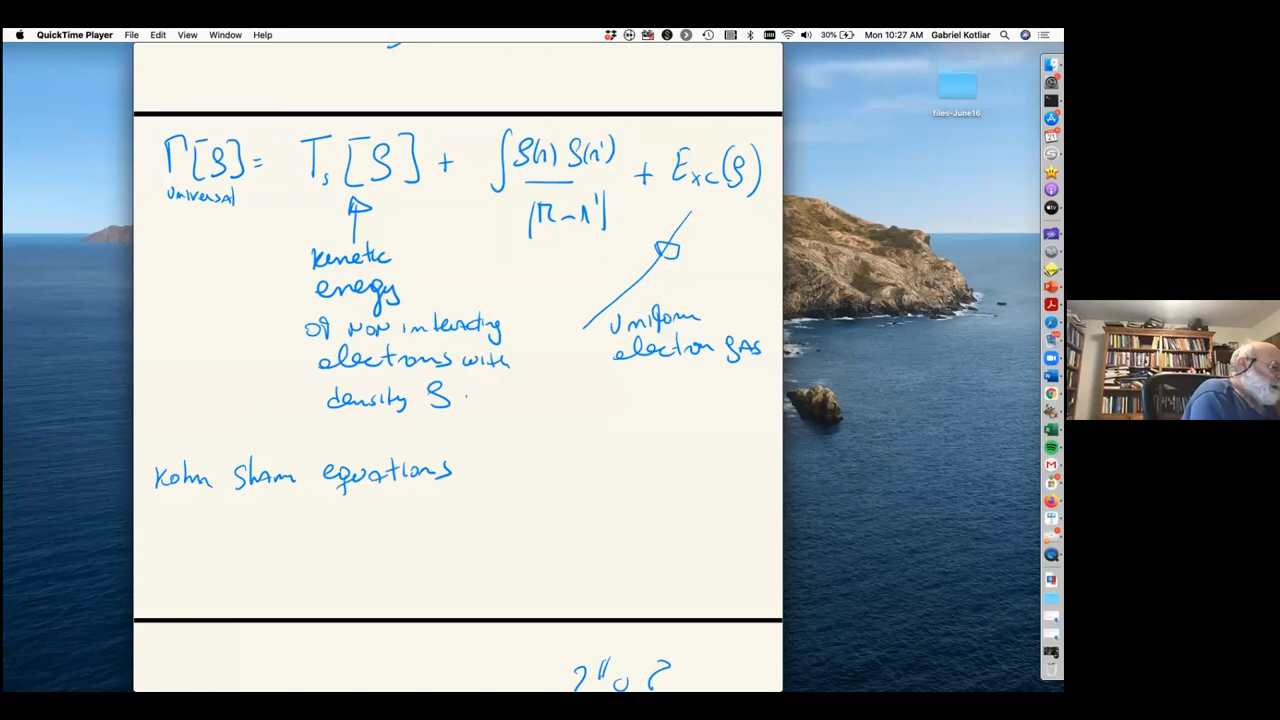 QuickTime Player File Edit View Window Help 30% Mon 10:27 AM Gabriel Kotliar
files-June16
Γ[ρ] = T_s[ρ] + ∫ ρ(r) ρ(r') / |r - r'| + E_xc(ρ)
universal
kinetic
energy
of non interacting
electrons with
density ρ
uniform
electron gas
Kohn Sham equations